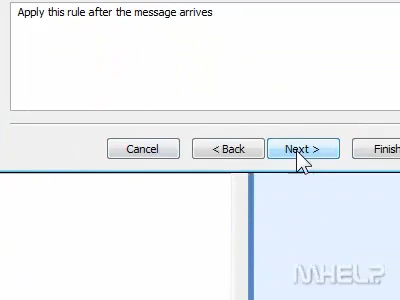 Apply this rule after the message arrives
Cancel
< Back
Next >
Finish
MHELP